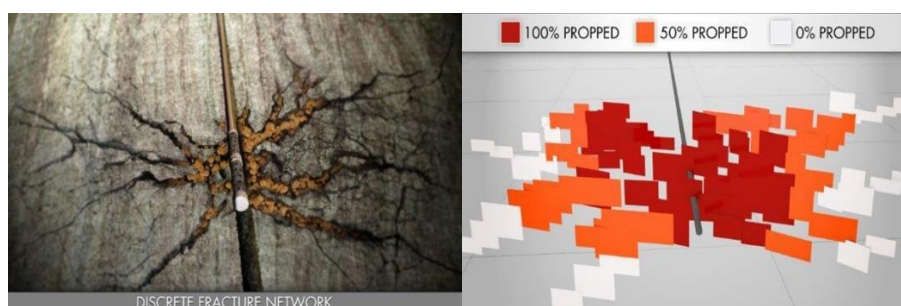 100% PROPPED 50% PROPPED 0% PROPPED
DISCRETE FRACTURE NETWORK